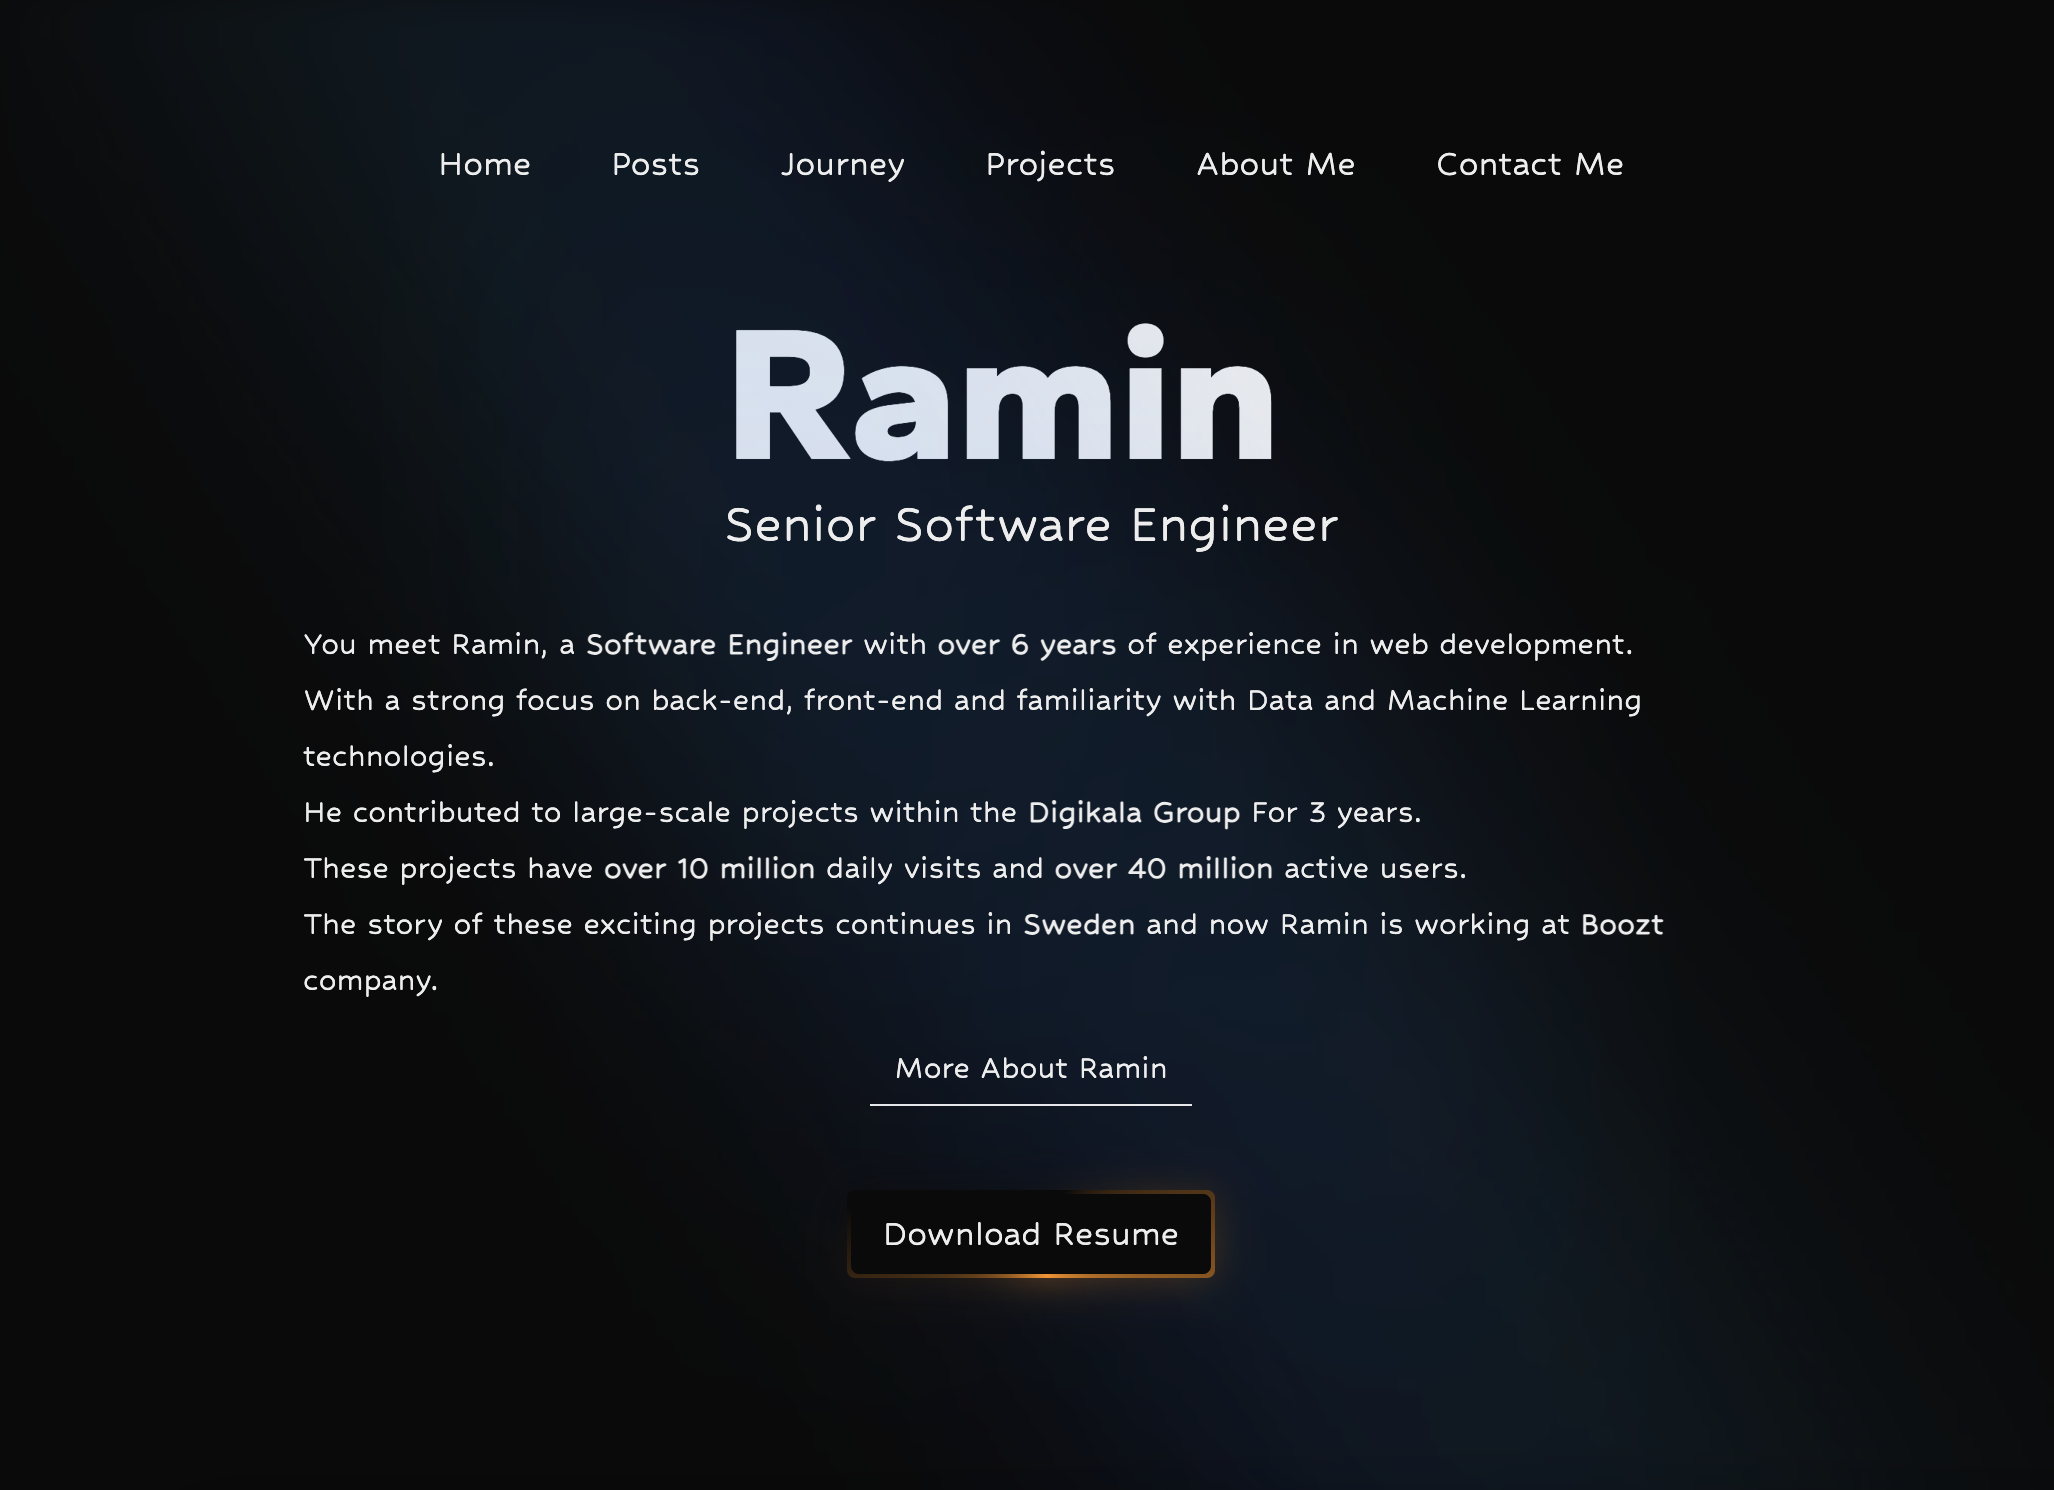 Home Posts Journey Projects About Me Contact Me
Ramin
Senior Software Engineer
You meet Ramin, a Software Engineer with over 6 years of experience in web development.
With a strong focus on back-end, front-end and familiarity with Data and Machine Learning
technologies.
He contributed to large-scale projects within the Digikala Group For 3 years.
These projects have over 10 million daily visits and over 40 million active users.
The story of these exciting projects continues in Sweden and now Ramin is working at Boozt
company.
More About Ramin
Download Resume